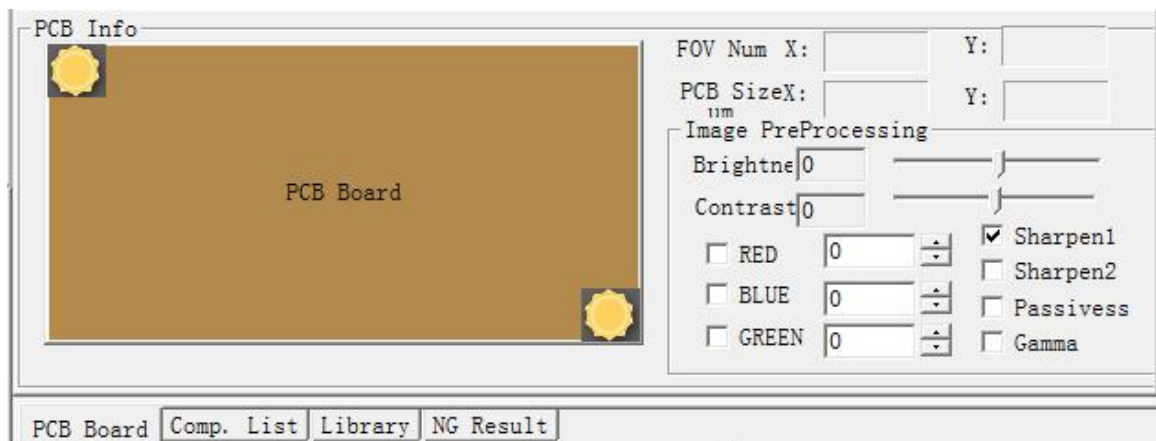 PCB Info
FOV Num X: Y:
PCB SizeX: Y:
um
Image PreProcessing
Brightne 0
Contrast 0
PCB Board
RED 0
BLUE 0
GREEN 0
Sharpen1
Sharpen2
Passivess
Gamma
PCB Board Comp. List Library NG Result